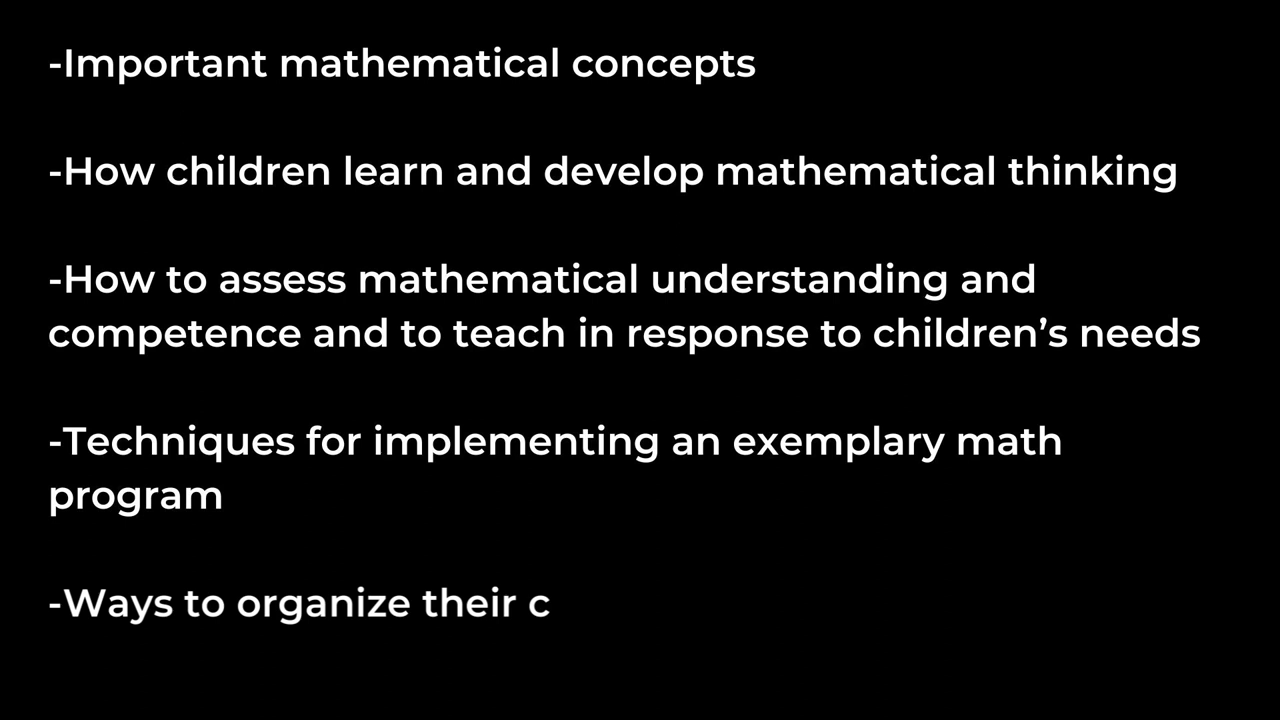 -Important mathematical concepts
-How children learn and develop mathematical thinking
-How to assess mathematical understanding and
competence and to teach in response to children’s needs
-Techniques for implementing an exemplary math
program
-Ways to organize their c